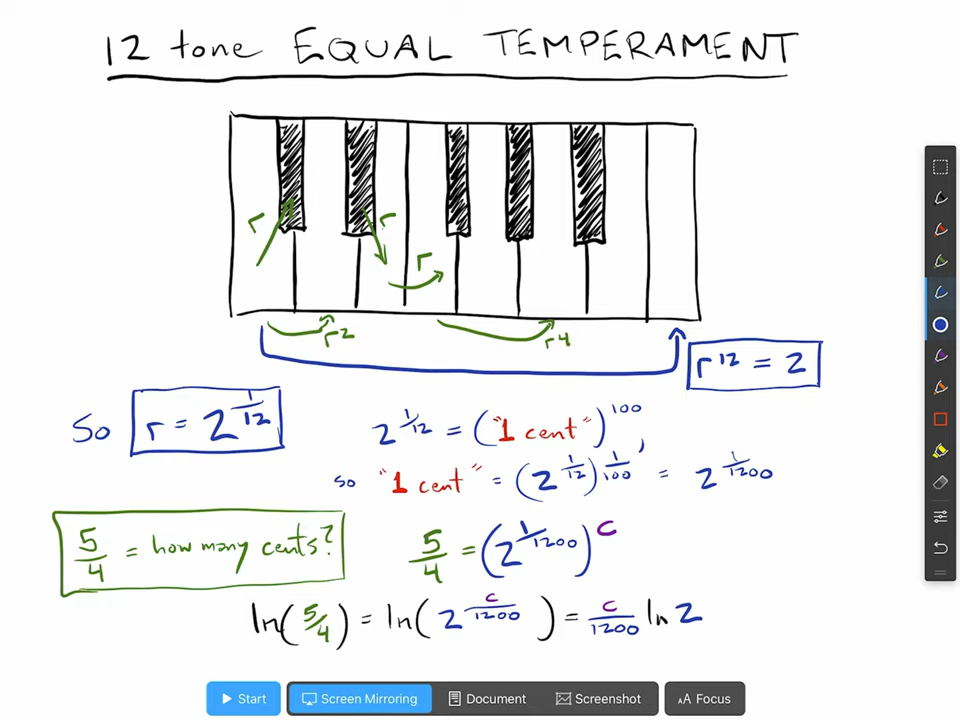 12 tone EQUAL TEMPERAMENT
r r r
r2 r4
r^12 = 2
So r = 2^1/12
2^1/12 = ("1 cent")^100,
so "1 cent" = (2^1/12)^1/100 = 2^1/1200
5/4 = how many cents?
5/4 = (2^1/1200)^c
ln(5/4) = ln(2^c/1200) = c/1200 ln 2
Start Screen Mirroring Document Screenshot AA Focus